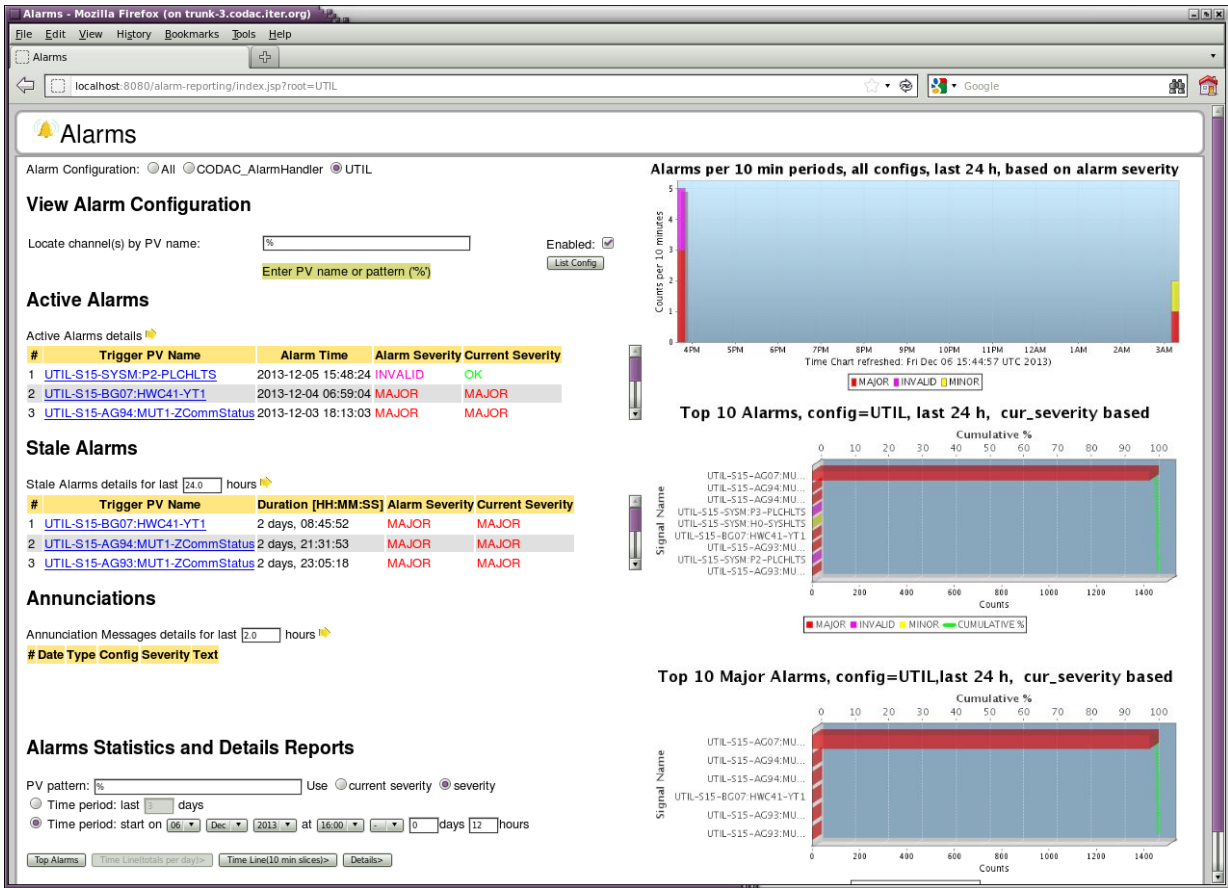 Alarms - Mozilla Firefox (on trunk-3.codac.iter.org)
File Edit View History Bookmarks Tools Help
Alarms
localhost:8080/alarm-reporting/index.jsp?root=UTIL
Google
Alarms
Alarm Configuration: All CODAC_AlarmHandler UTIL
View Alarm Configuration
Locate channel(s) by PV name: % Enabled:
List Config
Enter PV name or pattern ('%')
Active Alarms
Active Alarms details
# Trigger PV Name Alarm Time Alarm Severity Current Severity
1 UTIL-S15-SYSM:P2-PLCHLTS 2013-12-05 15:48:24 INVALID OK
2 UTIL-S15-BG07:HWC41-YT1 2013-12-04 06:59:04 MAJOR MAJOR
3 UTIL-S15-AG94:MUT1-ZCommStatus 2013-12-03 18:13:03 MAJOR MAJOR
Stale Alarms
Stale Alarms details for last 24.0 hours
# Trigger PV Name Duration [HH:MM:SS] Alarm Severity Current Severity
1 UTIL-S15-BG07:HWC41-YT1 2 days, 08:45:52 MAJOR MAJOR
2 UTIL-S15-AG94:MUT1-ZCommStatus 2 days, 21:31:53 MAJOR MAJOR
3 UTIL-S15-AG93:MUT1-ZCommStatus 2 days, 23:05:18 MAJOR MAJOR
Annunciations
Annunciation Messages details for last 2.0 hours
# Date Type Config Severity Text
Alarms Statistics and Details Reports
PV pattern: % Use current severity severity
Time period: last 3 days
Time period: start on 06 Dec 2013 at 16:00 - 0 days 12 hours
Top Alarms Time Line(totals per day)> Time Line(10 min slices)> Details>
Alarms per 10 min periods, all configs, last 24 h, based on alarm severity
Counts per 10 minutes
5
4
3
2
1
0
4PM 5PM 6PM 7PM 8PM 9PM 10PM 11PM 12AM 1AM 2AM 3AM
Time Chart refreshed: Fri Dec 06 15:44:57 UTC 2013)
MAJOR INVALID MINOR
Top 10 Alarms, config=UTIL, last 24 h, cur_severity based
Cumulative %
0 10 20 30 40 50 60 70 80 90 100
Signal Name
UTIL-S15-AG07:MU...
UTIL-S15-AG94:MU...
UTIL-S15-AG94:MU...
UTIL-S15-SYSM:P3-PLCHLTS
UTIL-S15-SYSM:H0-SYSHLTS
UTIL-S15-BG07:HWC41-YT1
UTIL-S15-AG93:MU...
UTIL-S15-SYSM:P2-PLCHLTS
UTIL-S15-AG93:MU...
0 200 400 600 800 1000 1200 1400
Counts
MAJOR INVALID MINOR CUMULATIVE %
Top 10 Major Alarms, config=UTIL,last 24 h, cur_severity based
Cumulative %
0 10 20 30 40 50 60 70 80 90 100
Signal Name
UTIL-S15-AG07:MU...
UTIL-S15-AG94:MU...
UTIL-S15-AG94:MU...
UTIL-S15-BG07:HWC41-YT1
UTIL-S15-AG93:MU...
UTIL-S15-AG93:MU...
0 200 400 600 800 1000 1200 1400
Counts